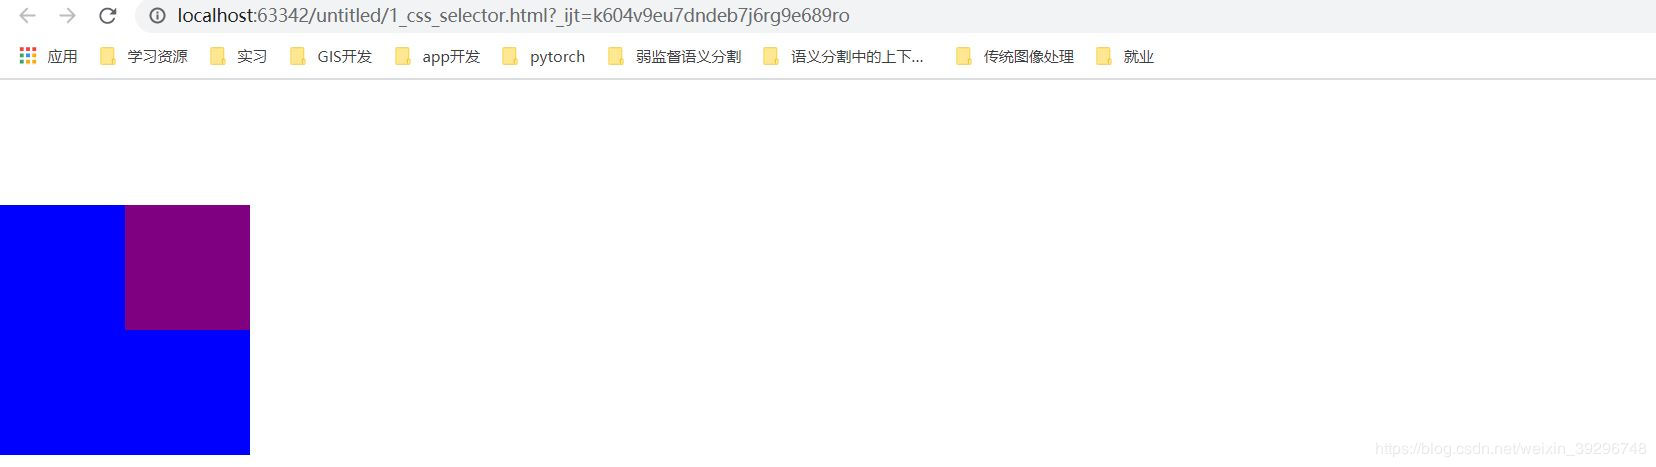 localhost:63342/untitled/1_css_selector.html?_ijt=k604v9eu7dndeb7j6rg9e689ro
应用 学习资源 实习 GIS开发 app开发 pytorch 弱监督语义分割 语义分割中的上下... 传统图像处理 就业
https://blog.csdn.net/weixin_39296748